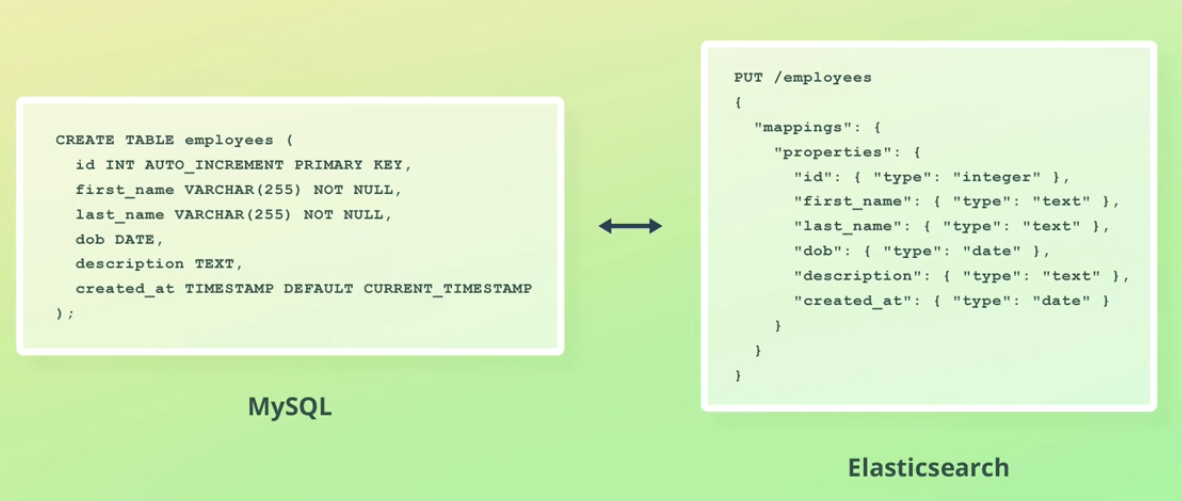 CREATE TABLE employees (
  id INT AUTO_INCREMENT PRIMARY KEY,
  first_name VARCHAR(255) NOT NULL,
  last_name VARCHAR(255) NOT NULL,
  dob DATE,
  description TEXT,
  created_at TIMESTAMP DEFAULT CURRENT_TIMESTAMP
);
MySQL
PUT /employees
{
  "mappings": {
    "properties": {
      "id": { "type": "integer" },
      "first_name": { "type": "text" },
      "last_name": { "type": "text" },
      "dob": { "type": "date" },
      "description": { "type": "text" },
      "created_at": { "type": "date" }
    }
  }
}
Elasticsearch